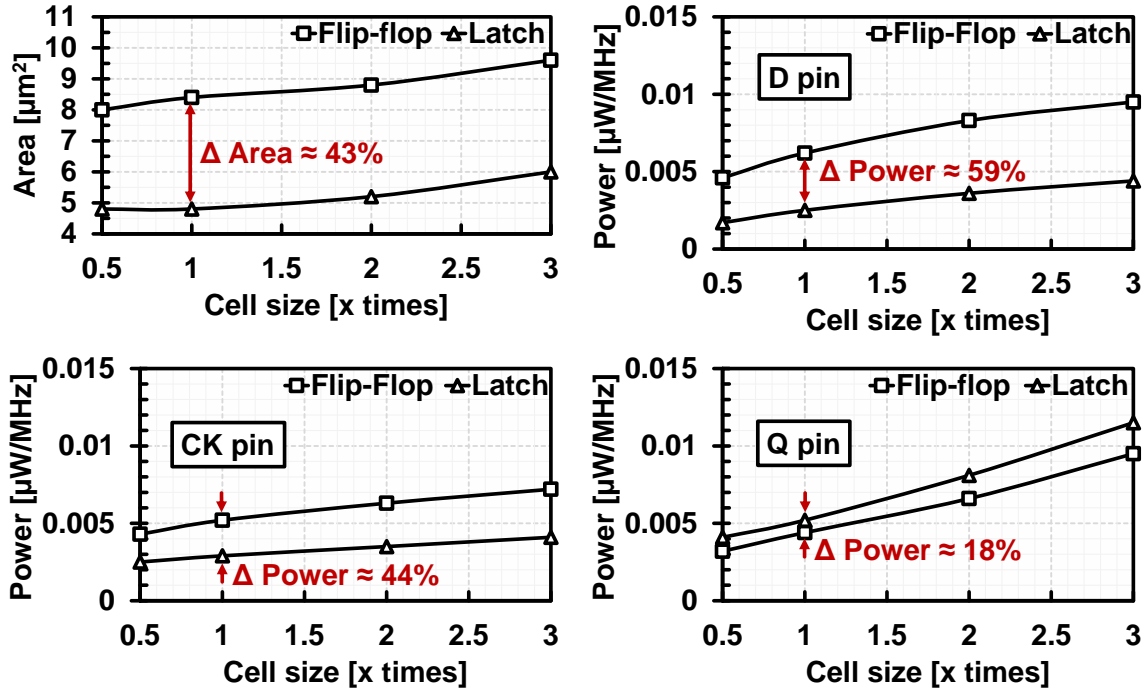 Area [µm²]
11
10
9
8
7
6
5
4
Flip-flop Latch
Δ Area ≈ 43%
0.5 1 1.5 2 2.5 3
Cell size [x times]
Power [µW/MHz]
0.015
0.01
0.005
0
Flip-Flop Latch
D pin
Δ Power ≈ 59%
0.5 1 1.5 2 2.5 3
Cell size [x times]
Power [µW/MHz]
0.015
0.01
0.005
0
Flip-Flop Latch
CK pin
Δ Power ≈ 44%
0.5 1 1.5 2 2.5 3
Cell size [x times]
Power [µW/MHz]
0.015
0.01
0.005
0
Flip-flop Latch
Q pin
Δ Power ≈ 18%
0.5 1 1.5 2 2.5 3
Cell size [x times]